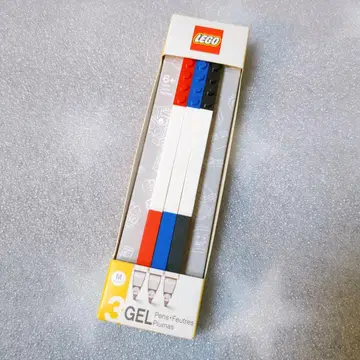 LEGO
6+
M
3 GEL
Pens • Feutres
Plumas